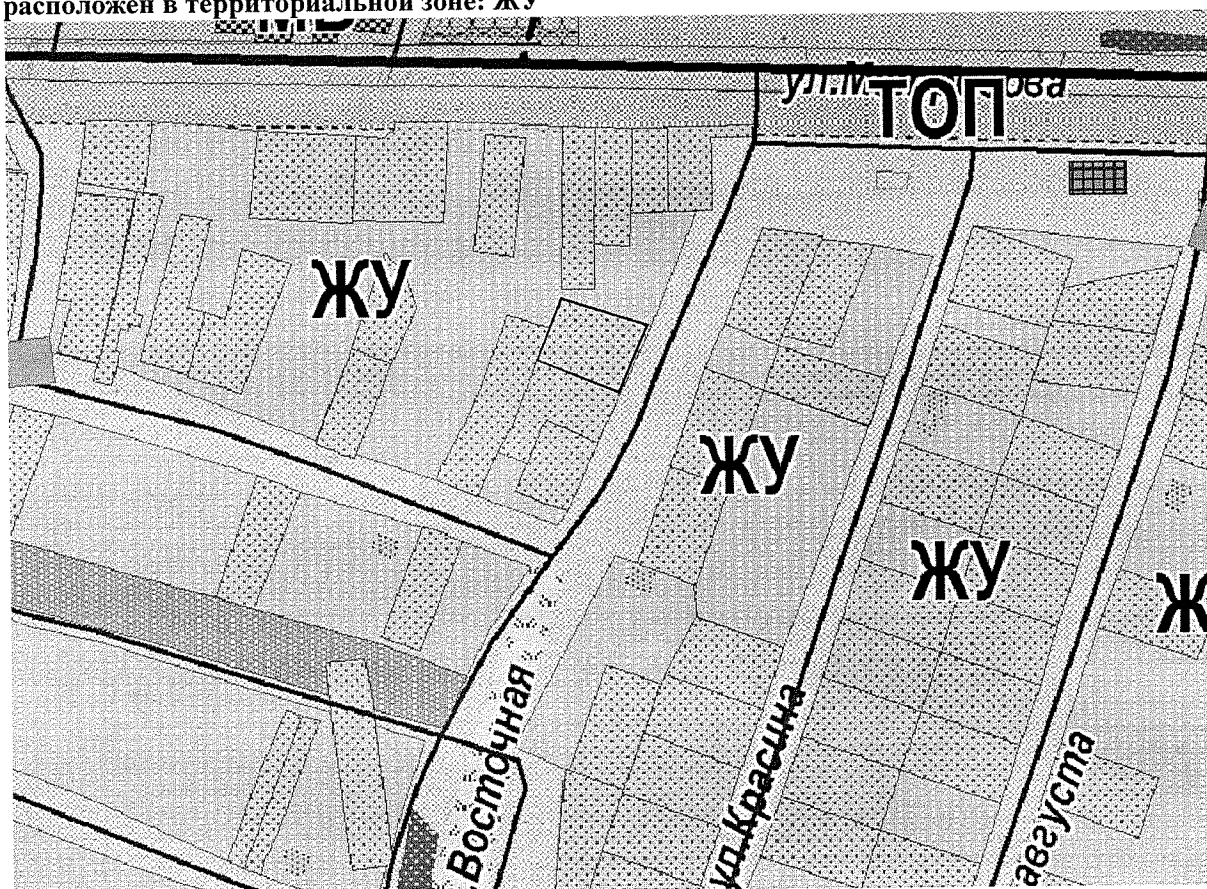 расположен в территориальной зоне: ЖУ
ТОП
ЖУ
ЖУ
ЖУ
Восточная
ул.Красина
августа